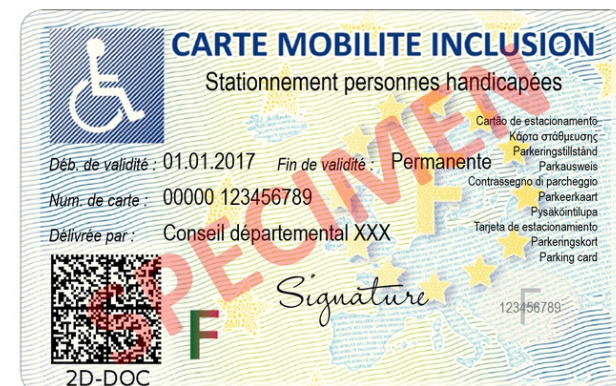 CARTE MOBILITE INCLUSION
Stationnement personnes handicapées
Cartão de estacionamento
Κάρτα στάθμευσης
Parkeringstillstånd
Parkausweis
Contrassegno di parcheggio
Parkeerkaart
Pysäköintilupa
Tarjeta de estacionamiento
Parkeringskort
Parking card
Déb. de validité : 01.01.2017 Fin de validité : Permanente
Num. de carte : 00000 123456789
Délivrée par : Conseil départemental XXX
SPECIMEN
F
Signature
F
F
123456789
2D-DOC